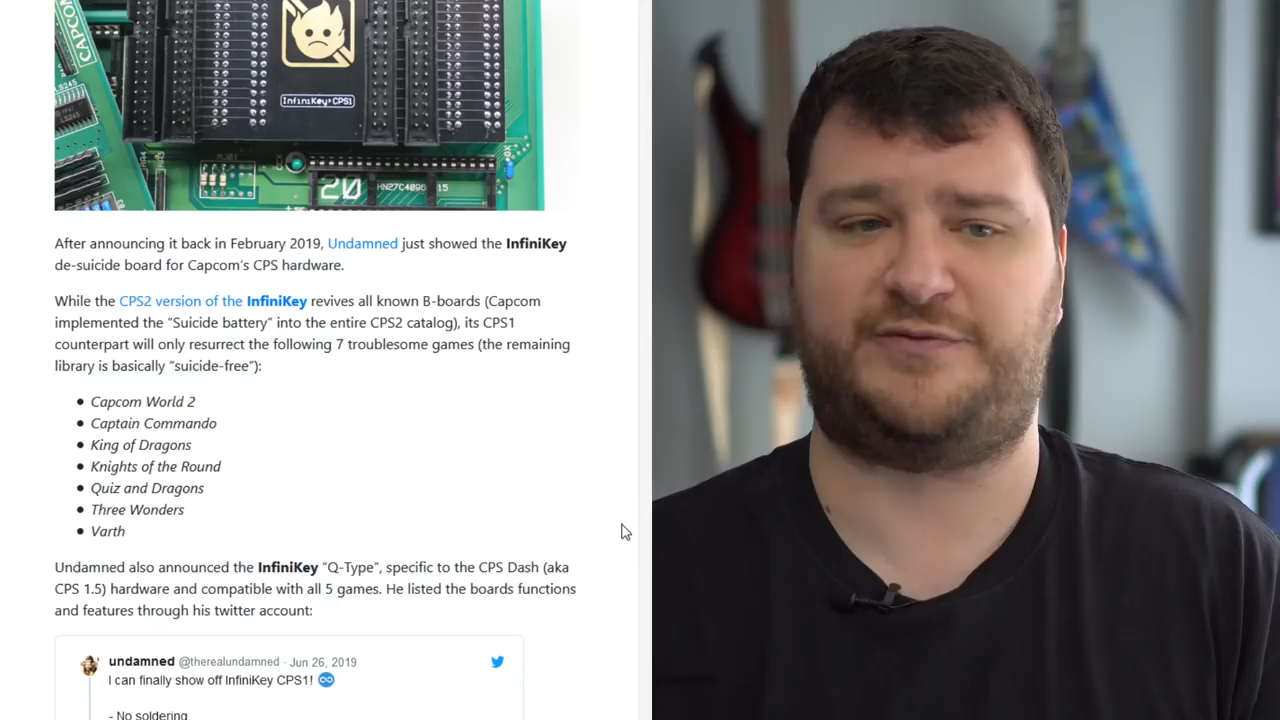 CAPCOM
InfiniKey-CPS1
20
HN27C4096
15
After announcing it back in February 2019, Undamned just showed the InfiniKey
de-suicide board for Capcom's CPS hardware.
While the CPS2 version of the InfiniKey revives all known B-boards (Capcom
implemented the “Suicide battery” into the entire CPS2 catalog), its CPS1
counterpart will only resurrect the following 7 troublesome games (the remaining
library is basically “suicide-free”):
Capcom World 2
Captain Commando
King of Dragons
Knights of the Round
Quiz and Dragons
Three Wonders
Varth
Undamned also announced the InfiniKey “Q-Type”, specific to the CPS Dash (aka
CPS 1.5) hardware and compatible with all 5 games. He listed the boards functions
and features through his twitter account:
undamned @therealundamned · Jun 26, 2019
I can finally show off InfiniKey CPS1!
- No soldering.